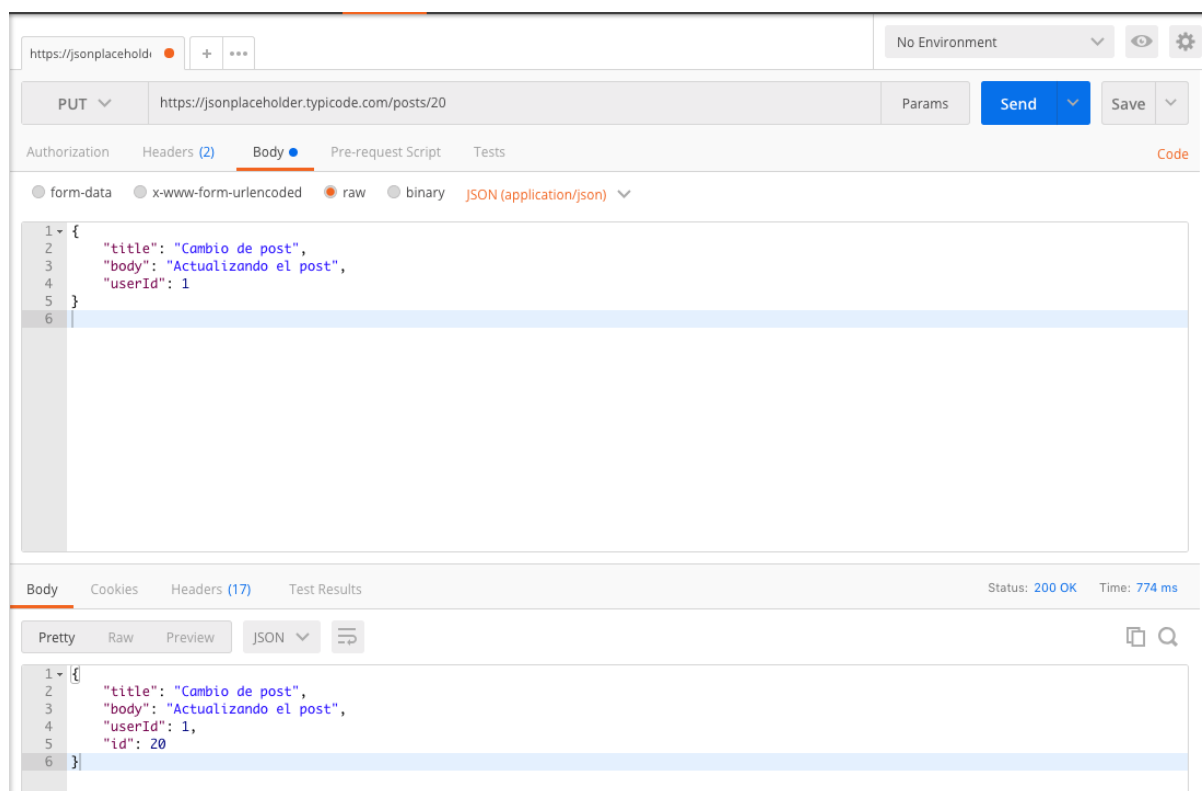 https://jsonplacehold
No Environment
PUT https://jsonplaceholder.typicode.com/posts/20 Params Send Save
Authorization Headers (2) Body Pre-request Script Tests Code
form-data x-www-form-urlencoded raw binary JSON (application/json)
1 {
2 "title": "Cambio de post",
3 "body": "Actualizando el post",
4 "userId": 1
5 }
6
Body Cookies Headers (17) Test Results Status: 200 OK Time: 774 ms
Pretty Raw Preview JSON
1 {
2 "title": "Cambio de post",
3 "body": "Actualizando el post",
4 "userId": 1,
5 "id": 20
6 }